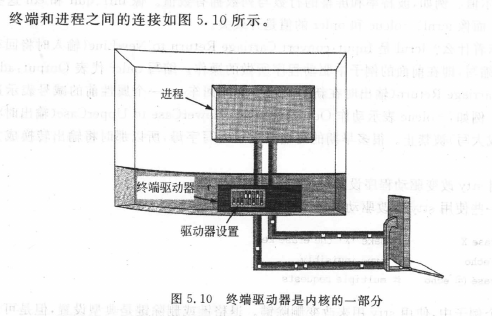 终端和进程之间的连接如图 5.10 所示。
进程
终端驱动器
驱动器设置
图 5.10 终端驱动器是内核的一部分